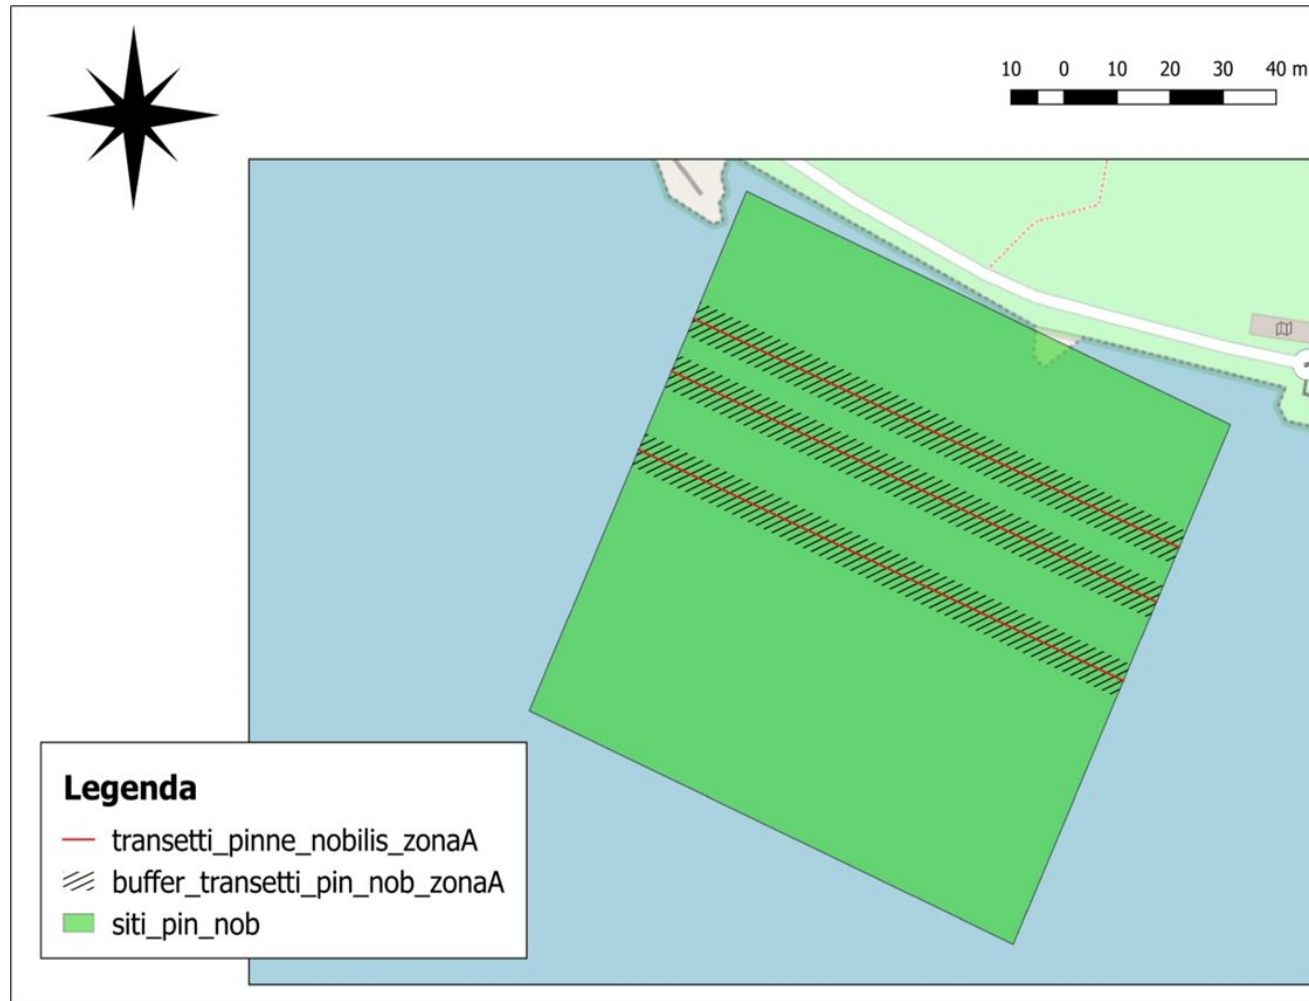 10 0 10 20 30 40 m
Legenda
transetti_pinne_nobilis_zonaA
buffer_transetti_pin_nob_zonaA
siti_pin_nob